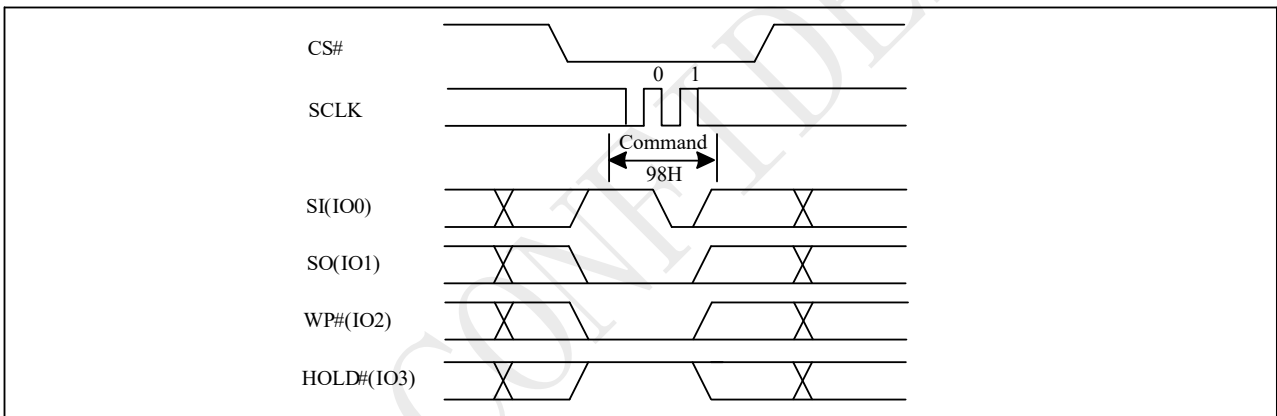 CS#
0 1
SCLK
Command
98H
SI(IO0)
SO(IO1)
WP#(IO2)
HOLD#(IO3)